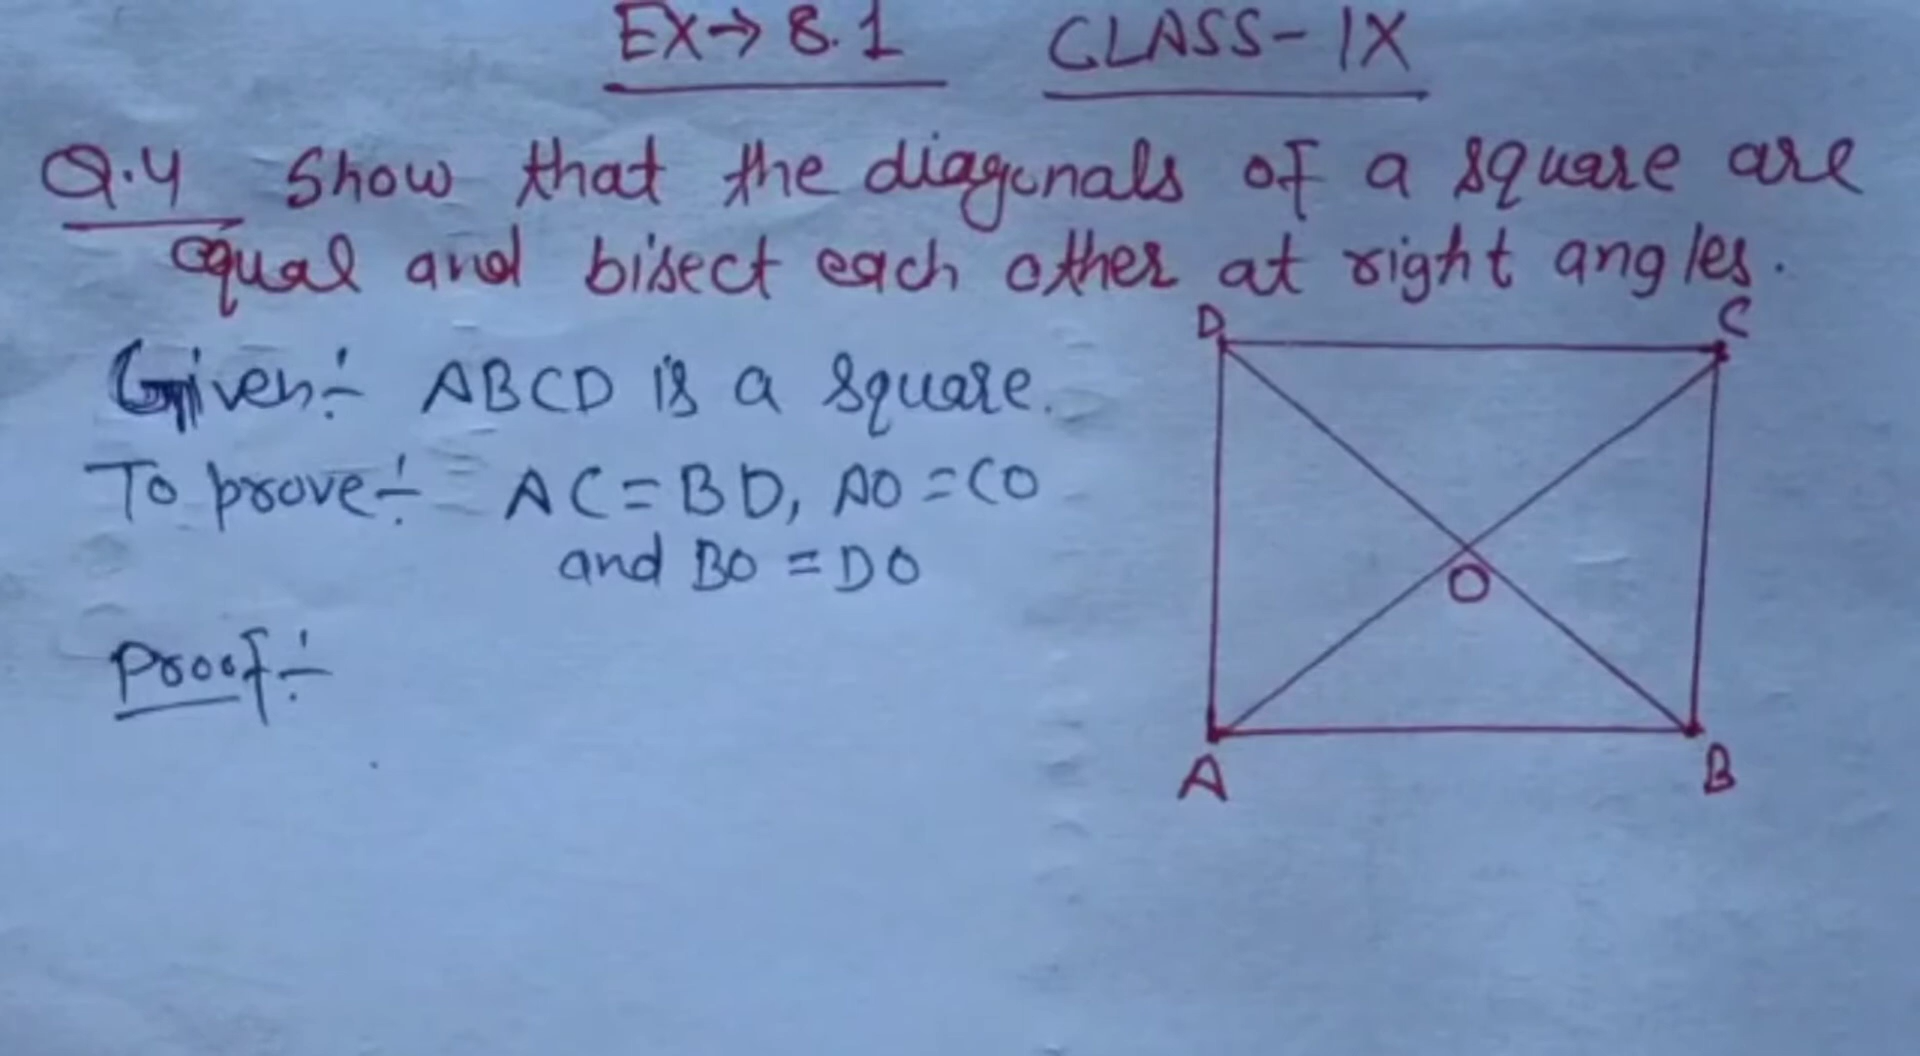 EX→ 8.1 CLASS-IX
Q.4 Show that the diagonals of a square are
equal and bisect each other at right angles.
Given:- ABCD is a square.
To prove:- AC=BD, AO=CO
and BO=DO
Proof:-
D C
O
A B